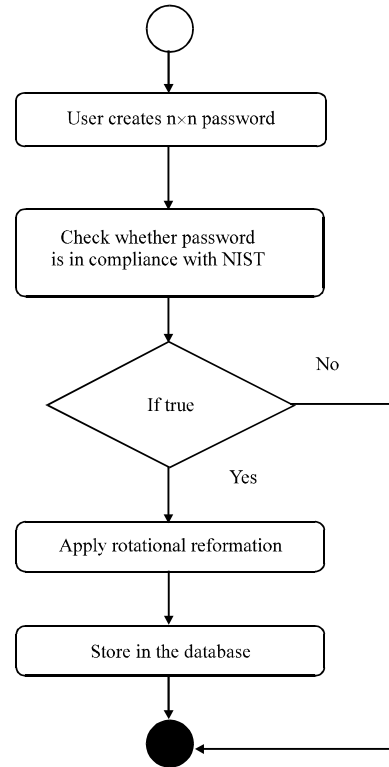 User creates n×n password
Check whether password
is in compliance with NIST
No
If true
Yes
Apply rotational reformation
Store in the database